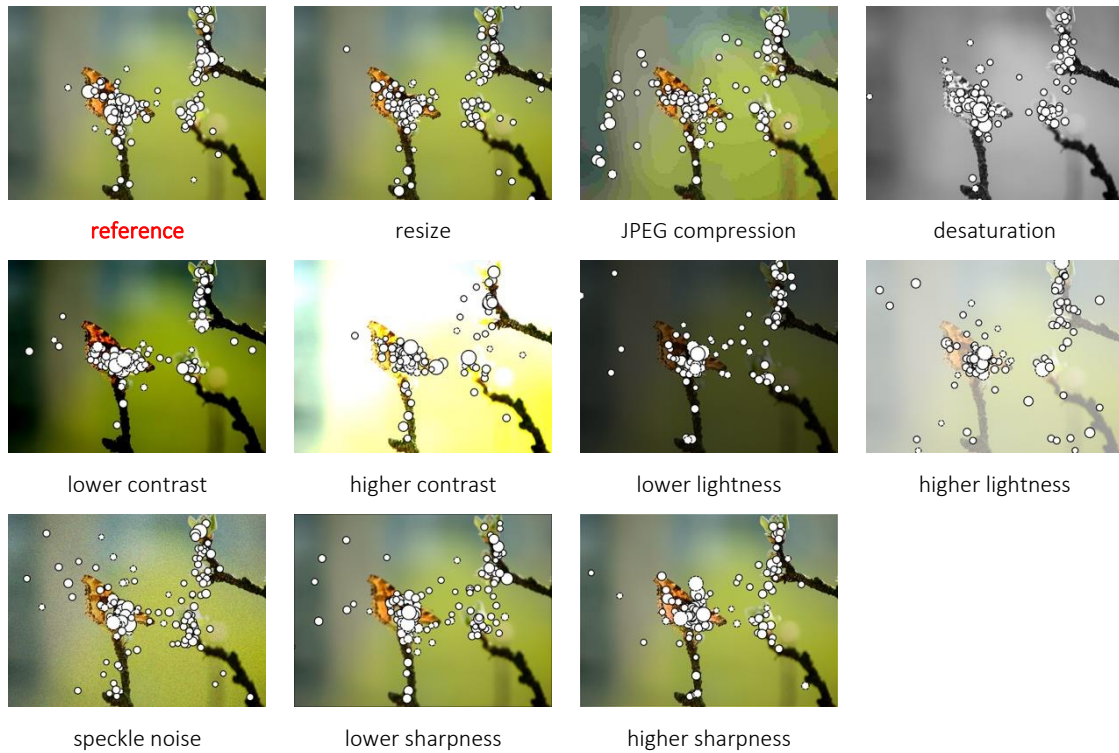 reference
resize
JPEG compression
desaturation
lower contrast
higher contrast
lower lightness
higher lightness
speckle noise
lower sharpness
higher sharpness